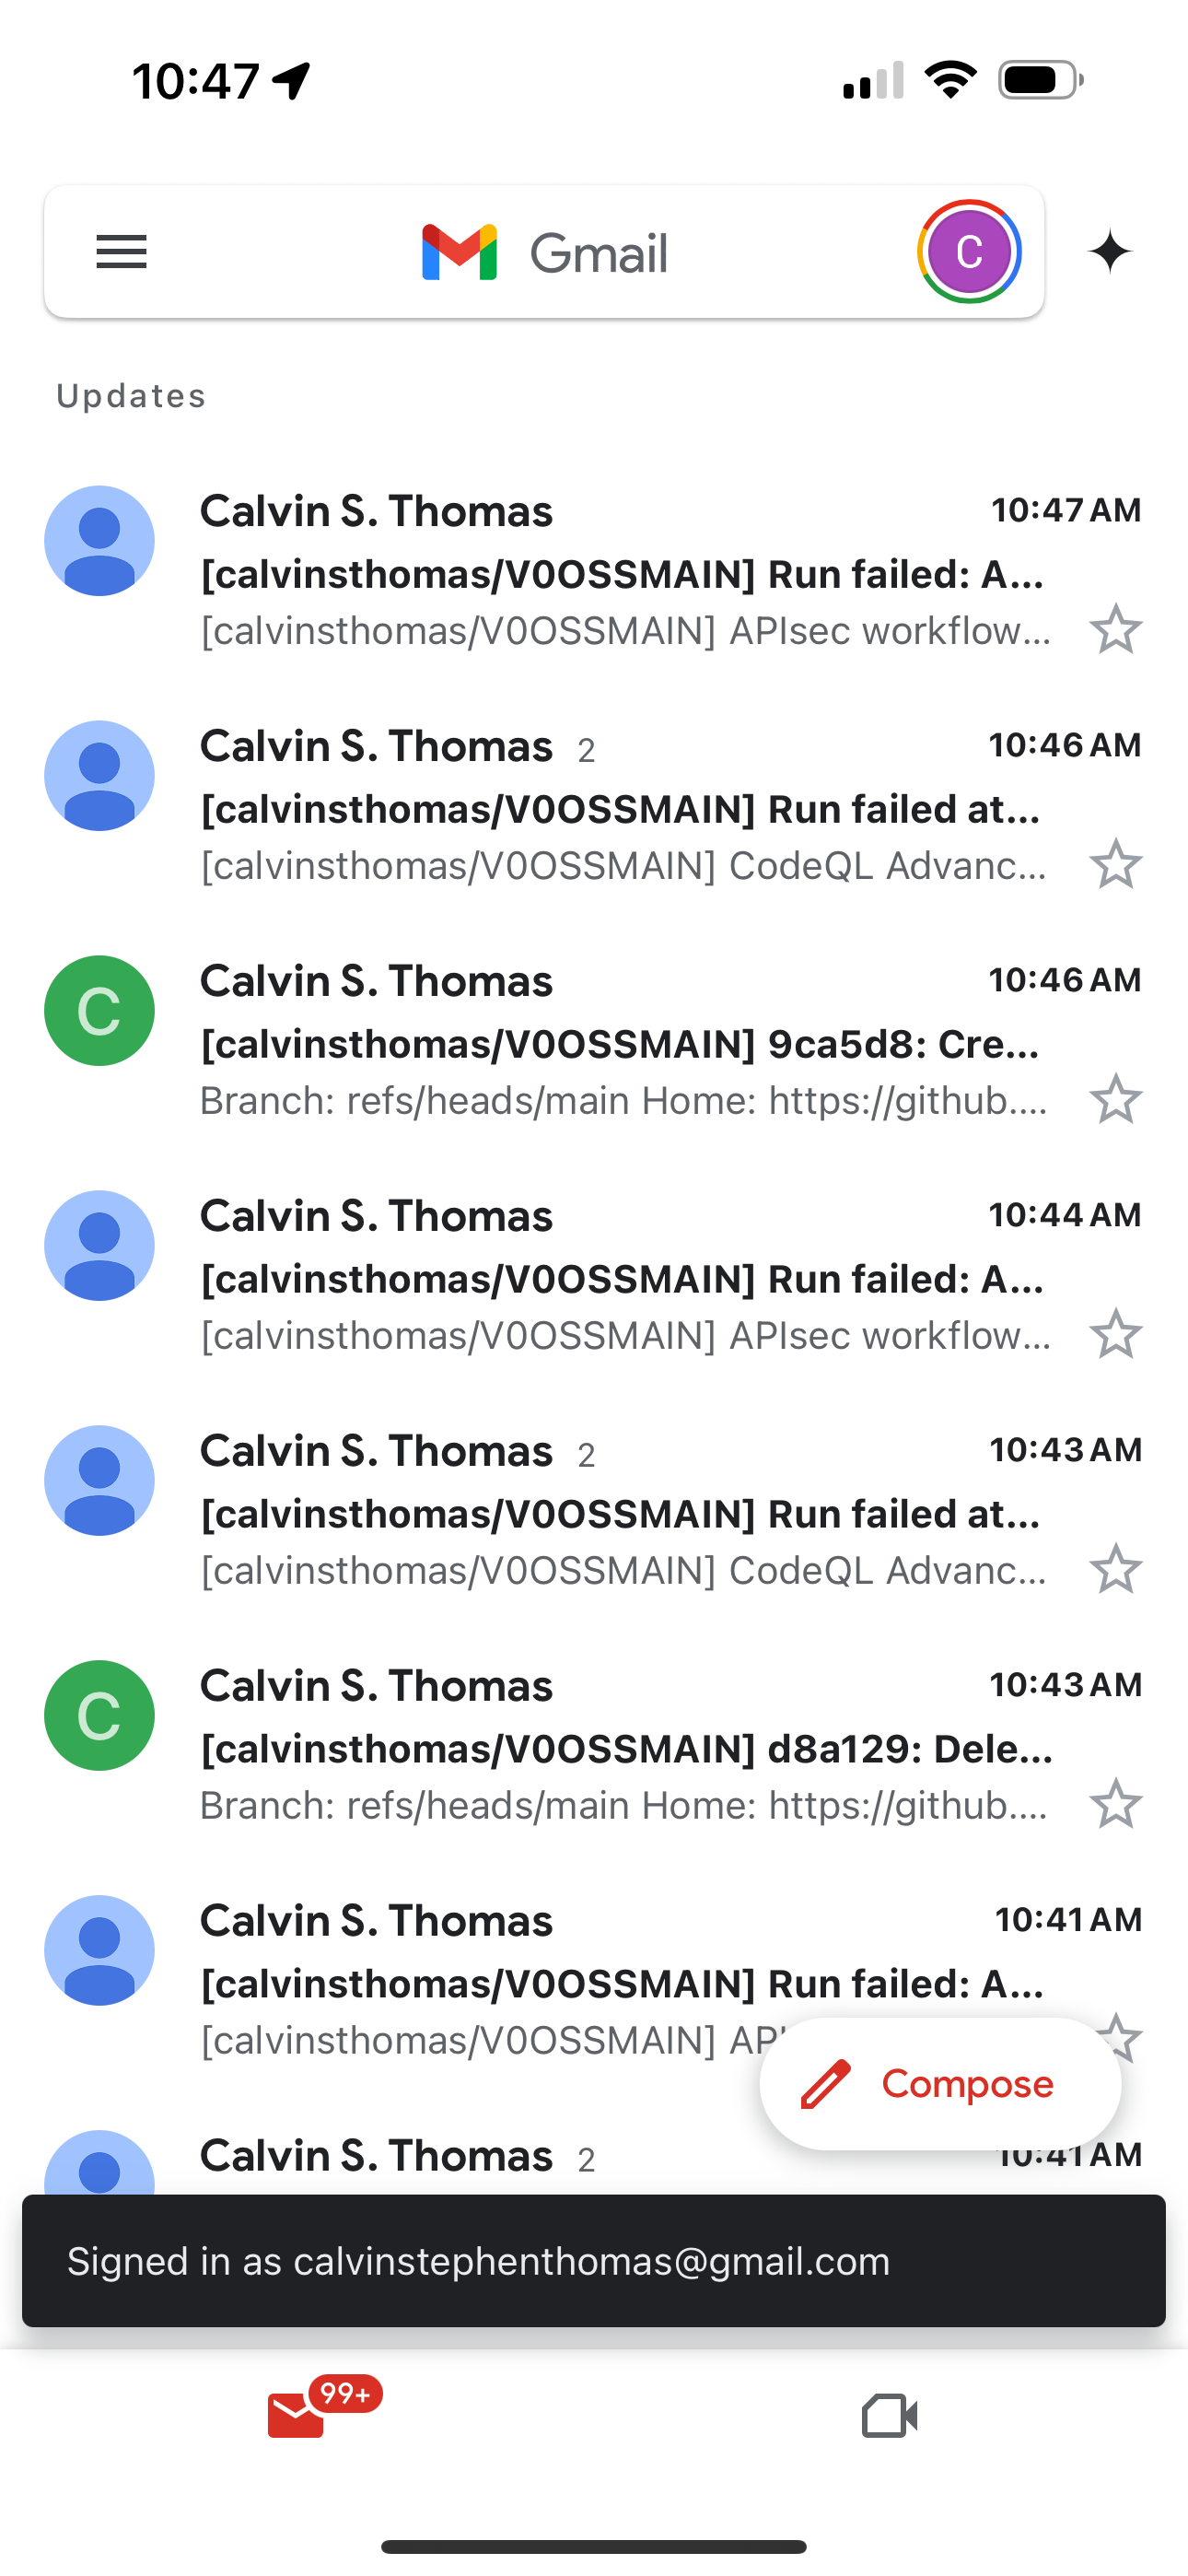 10:47
Gmail
C
Updates
Calvin S. Thomas
10:47 AM
[calvinsthomas/V0OSSMAIN] Run failed: A...
[calvinsthomas/V0OSSMAIN] APIsec workflow...
Calvin S. Thomas 2
10:46 AM
[calvinsthomas/V0OSSMAIN] Run failed at...
[calvinsthomas/V0OSSMAIN] CodeQL Advanc...
C
Calvin S. Thomas
10:46 AM
[calvinsthomas/V0OSSMAIN] 9ca5d8: Cre...
Branch: refs/heads/main Home: https://github....
Calvin S. Thomas
10:44 AM
[calvinsthomas/V0OSSMAIN] Run failed: A...
[calvinsthomas/V0OSSMAIN] APIsec workflow...
Calvin S. Thomas 2
10:43 AM
[calvinsthomas/V0OSSMAIN] Run failed at...
[calvinsthomas/V0OSSMAIN] CodeQL Advanc...
C
Calvin S. Thomas
10:43 AM
[calvinsthomas/V0OSSMAIN] d8a129: Dele...
Branch: refs/heads/main Home: https://github....
Calvin S. Thomas
10:41 AM
[calvinsthomas/V0OSSMAIN] Run failed: A...
[calvinsthomas/V0OSSMAIN]
Compose
Calvin S. Thomas 2
10:41 AM
Signed in as calvinstephenthomas@gmail.com
99+